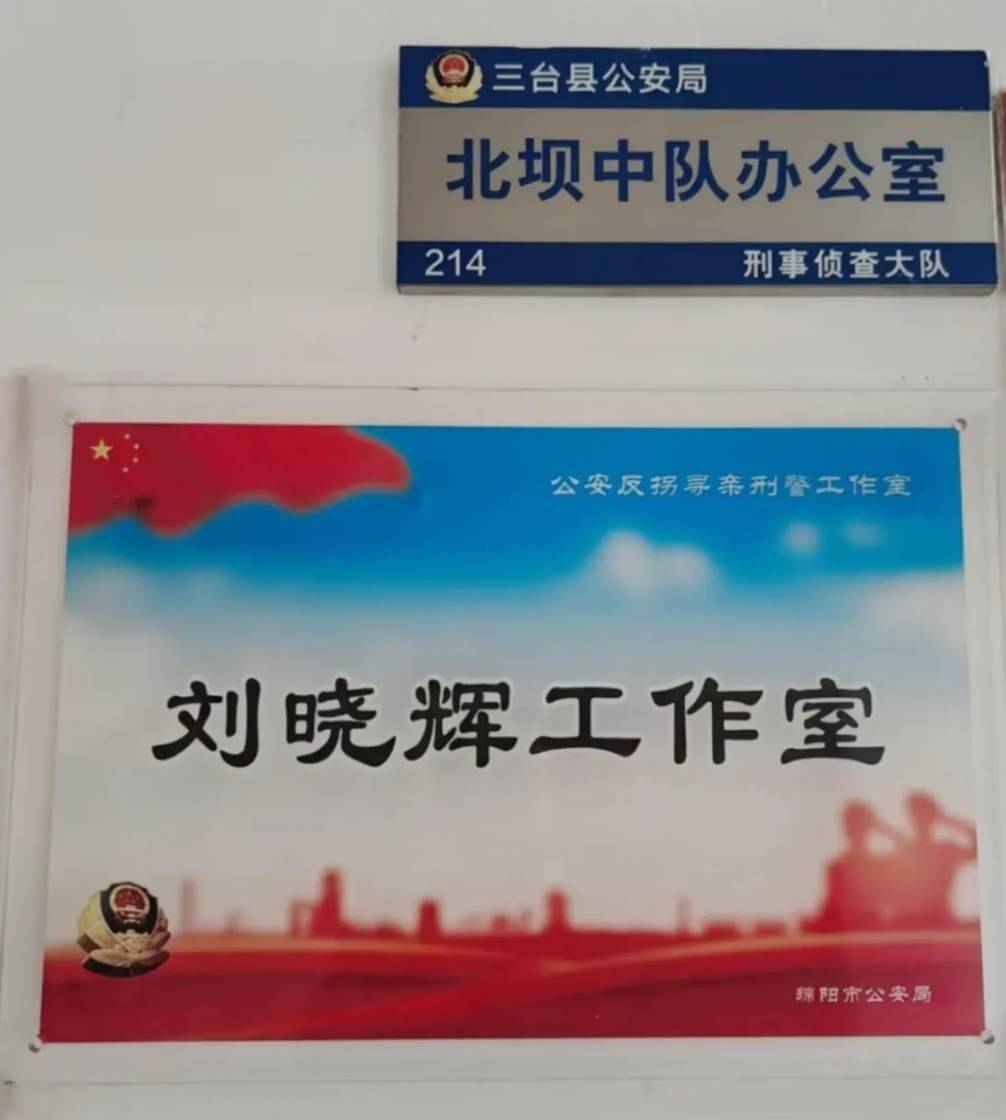 三台县公安局
北坝中队办公室
214 刑事侦查大队
公安反拐寻亲刑警工作室
刘晓辉工作室
绵阳市公安局